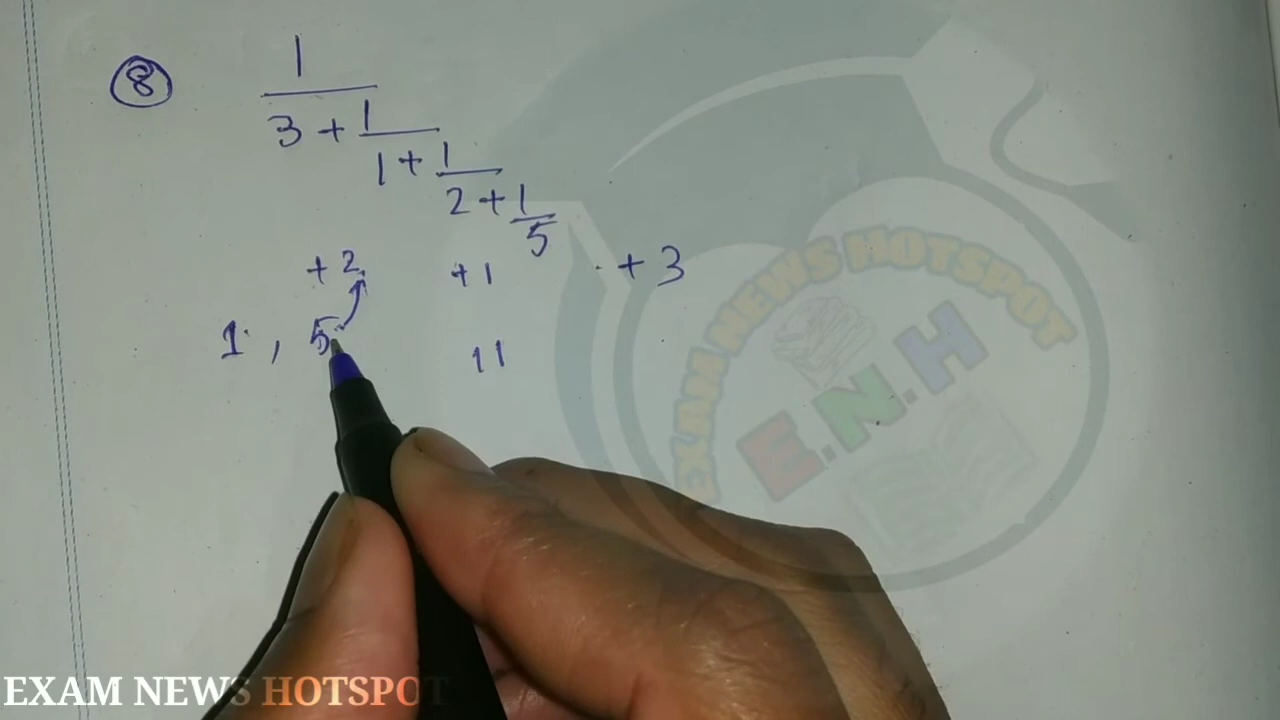 8
1
3 + 1
1 + 1
2 + 1
5
+ 2 +1 + 3
1 , 5 11
EXAM NEWS HOTSPOT
E.N.H
EXAM NEWS HOTSPOT